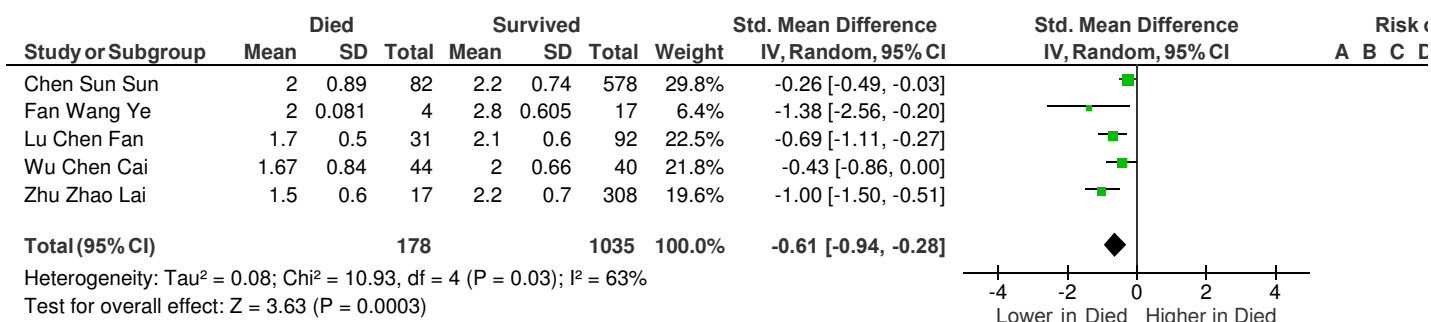 Died Survived Std. Mean Difference Std. Mean Difference Risk
Study or Subgroup Mean SD Total Mean SD Total Weight IV, Random, 95% CI IV, Random, 95% CI A B C D
Chen Sun Sun 2 0.89 82 2.2 0.74 578 29.8% -0.26 [-0.49, -0.03]
Fan Wang Ye 2 0.081 4 2.8 0.605 17 6.4% -1.38 [-2.56, -0.20]
Lu Chen Fan 1.7 0.5 31 2.1 0.6 92 22.5% -0.69 [-1.11, -0.27]
Wu Chen Cai 1.67 0.84 44 2 0.66 40 21.8% -0.43 [-0.86, 0.00]
Zhu Zhao Lai 1.5 0.6 17 2.2 0.7 308 19.6% -1.00 [-1.50, -0.51]
Total (95% CI) 178 1035 100.0% -0.61 [-0.94, -0.28]
Heterogeneity: Tau² = 0.08; Chi² = 10.93, df = 4 (P = 0.03); I² = 63%
Test for overall effect: Z = 3.63 (P = 0.0003)
-4 -2 0 2 4
Lower in Died Higher in Died